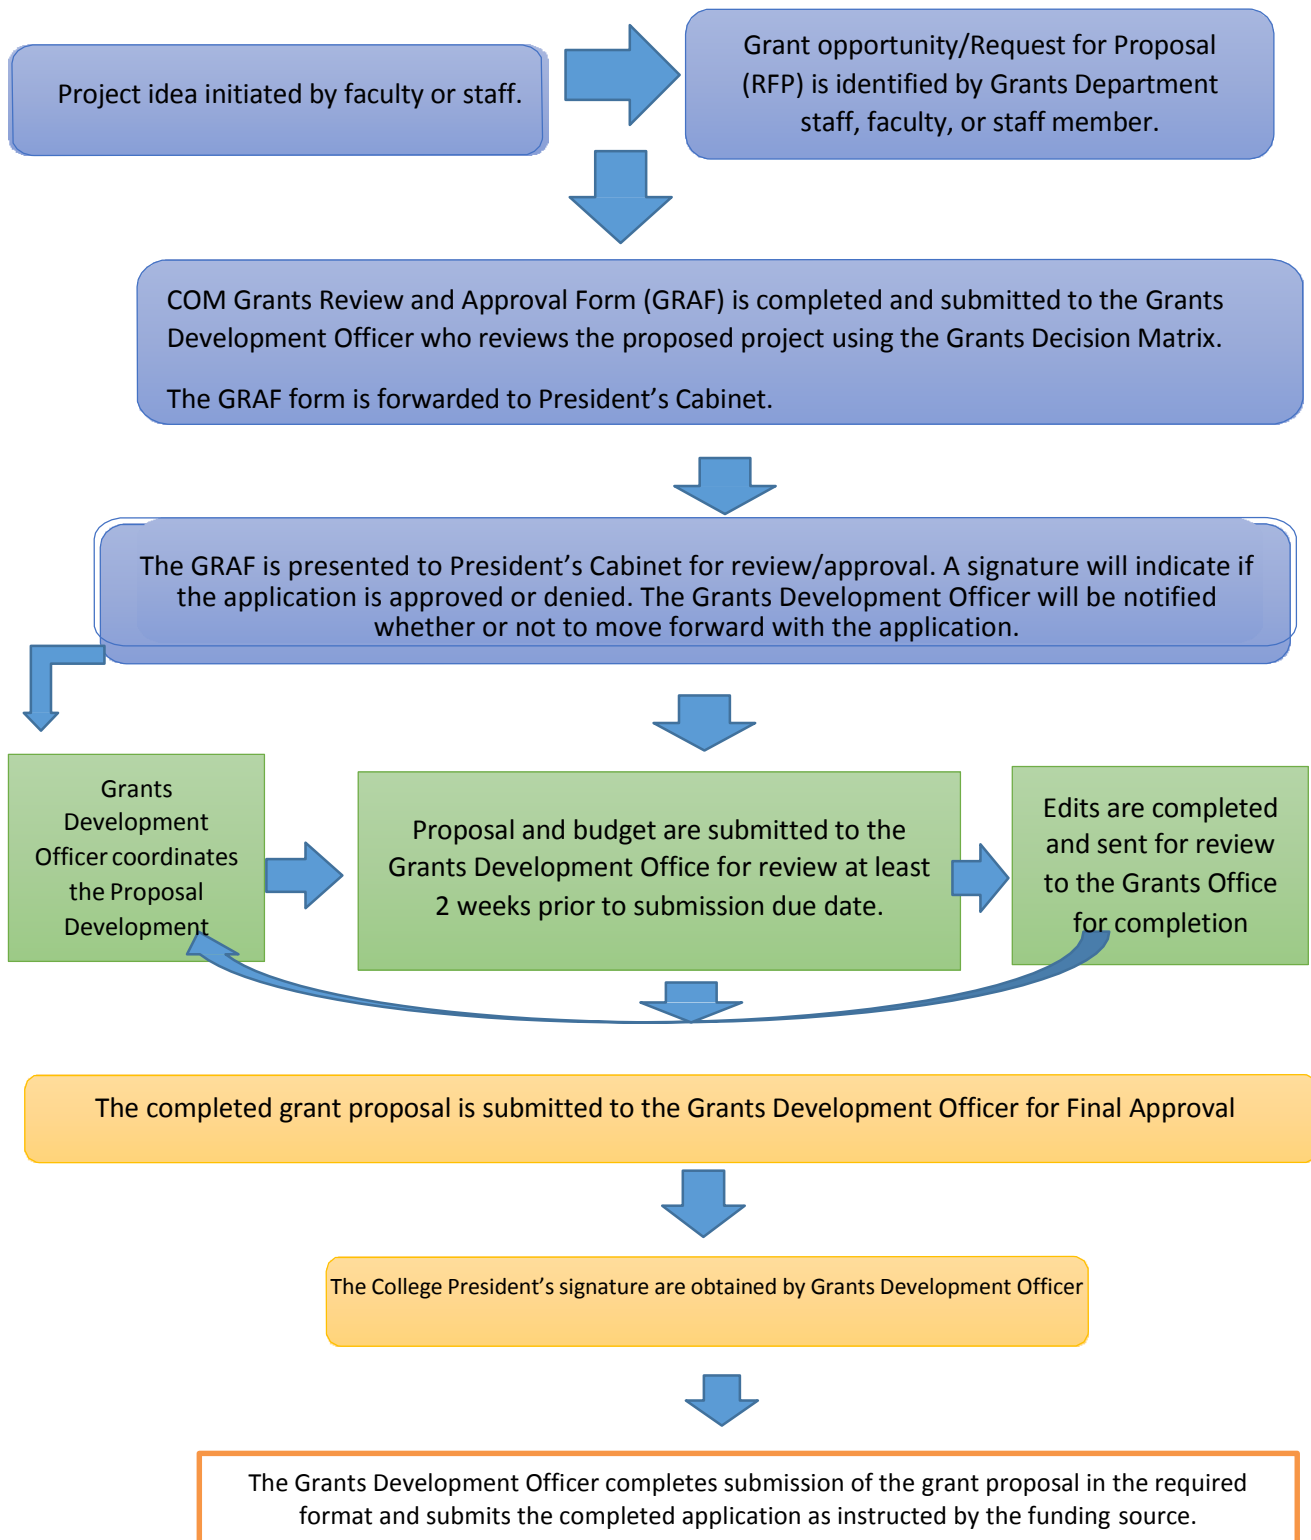 Project idea initiated by faculty or staff.
Grant opportunity/Request for Proposal
(RFP) is identified by Grants Department
staff, faculty, or staff member.
COM Grants Review and Approval Form (GRAF) is completed and submitted to the Grants
Development Officer who reviews the proposed project using the Grants Decision Matrix.
The GRAF form is forwarded to President’s Cabinet.
The GRAF is presented to President’s Cabinet for review/approval. A signature will indicate if
the application is approved or denied. The Grants Development Officer will be notified
whether or not to move forward with the application.
Grants
Development
Officer coordinates
the Proposal
Development
Proposal and budget are submitted to the
Grants Development Office for review at least
2 weeks prior to submission due date.
Edits are completed
and sent for review
to the Grants Office
for completion
The completed grant proposal is submitted to the Grants Development Officer for Final Approval
The College President’s signature are obtained by Grants Development Officer
The Grants Development Officer completes submission of the grant proposal in the required
format and submits the completed application as instructed by the funding source.